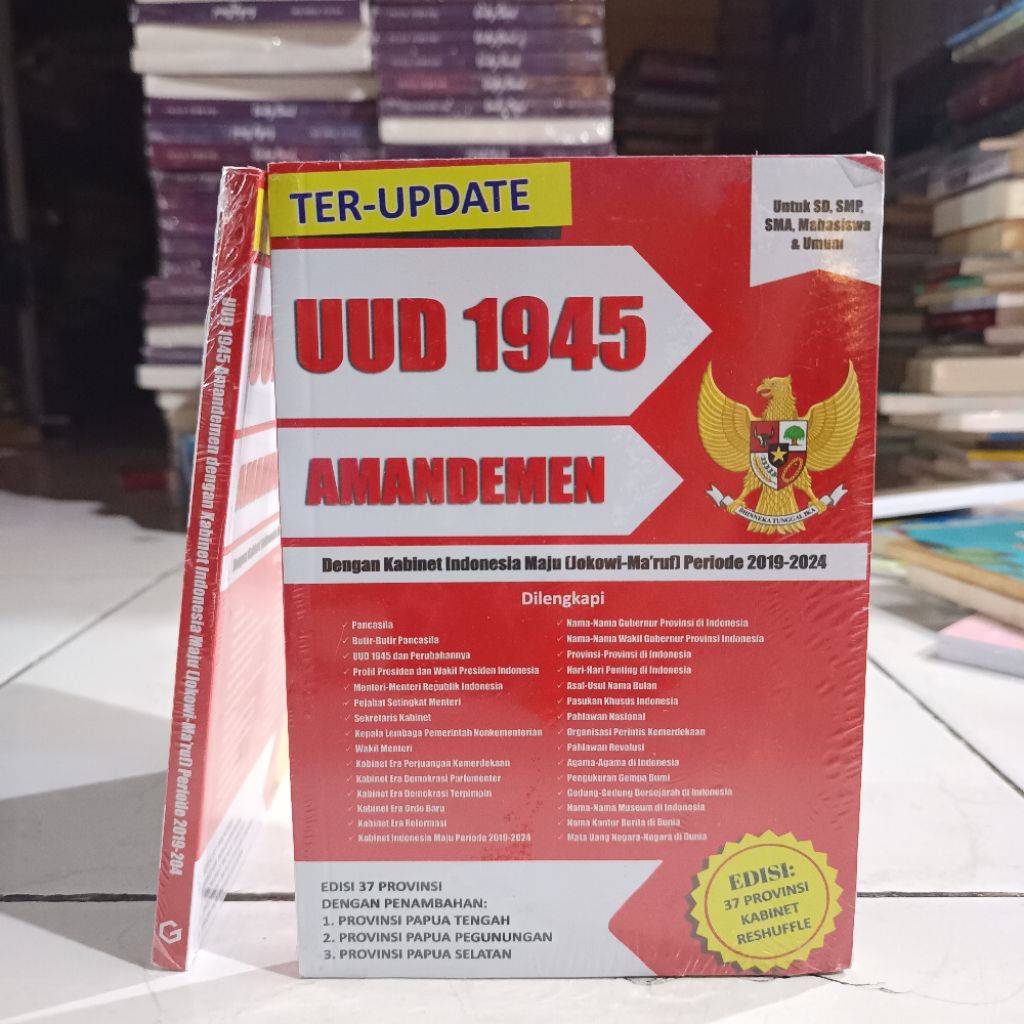 TER-UPDATE
Untuk SD, SMP,
SMA, Mahasiswa
& Umum
UUD 1945
AMANDEMEN
BHINNEKA TUNGGAL IKA
Dengan Kabinet Indonesia Maju (Jokowi-Ma'ruf) Periode 2019-2024
Dilengkapi
Pancasila
Butir-Butir Pancasila
UUD 1945 dan Perubahannya
Profil Presiden dan Wakil Presiden Indonesia
Menteri-Menteri Republik Indonesia
Pejabat Setingkat Menteri
Sekretaris Kabinet
Kepala Lembaga Pemerintah Nonkementerian
Wakil Menteri
Kabinet Era Perjuangan Kemerdekaan
Kabinet Era Demokrasi Parlementer
Kabinet Era Demokrasi Terpimpin
Kabinet Era Orde Baru
Kabinet Era Reformasi
Kabinet Indonesia Maju Periode 2019-2024
Nama-Nama Gubernur Provinsi di Indonesia
Nama-Nama Wakil Gubernur Provinsi Indonesia
Provinsi-Provinsi di Indonesia
Hari-Hari Penting di Indonesia
Asal-Usul Nama Bulan
Pasukan Khusus Indonesia
Pahlawan Nasional
Organisasi Perintis Kemerdekaan
Pahlawan Revolusi
Agama-Agama di Indonesia
Pengukuran Gempa Bumi
Gedung-Gedung Bersejarah di Indonesia
Nama-Nama Museum di Indonesia
Nama Kantor Berita di Dunia
Mata Uang Negara-Negara di Dunia
EDISI 37 PROVINSI
DENGAN PENAMBAHAN:
1. PROVINSI PAPUA TENGAH
2. PROVINSI PAPUA PEGUNUNGAN
3. PROVINSI PAPUA SELATAN
EDISI:
37 PROVINSI
KABINET
RESHUFFLE
UUD 1945 Amandemen dengan Kabinet Indonesia Maju (Jokowi-Ma'ruf) Periode 2019-204